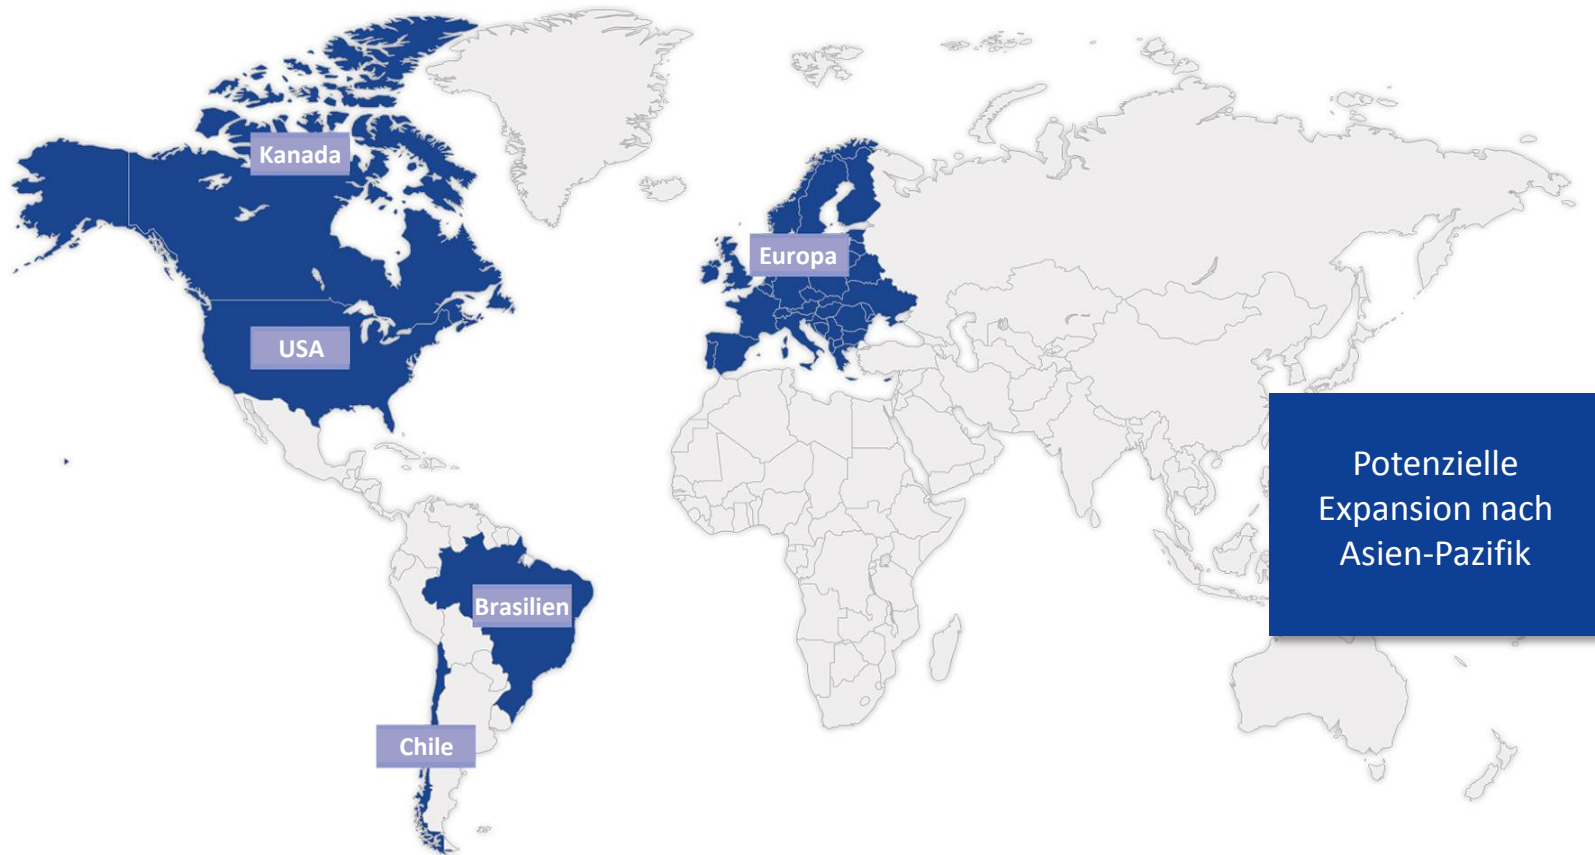 Kanada
Europa
USA
Potenzielle
Expansion nach
Asien-Pazifik
Brasilien
Chile